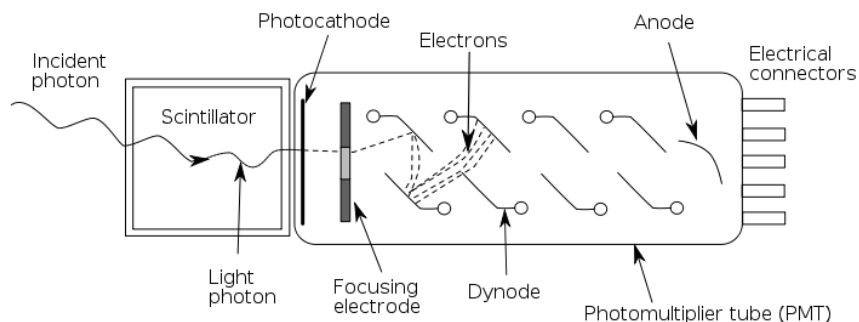 Photocathode
Electrons
Anode
Incident
photon
Electrical
connectors
Scintillator
Light
photon
Focusing
electrode
Dynode
Photomultiplier tube (PMT)